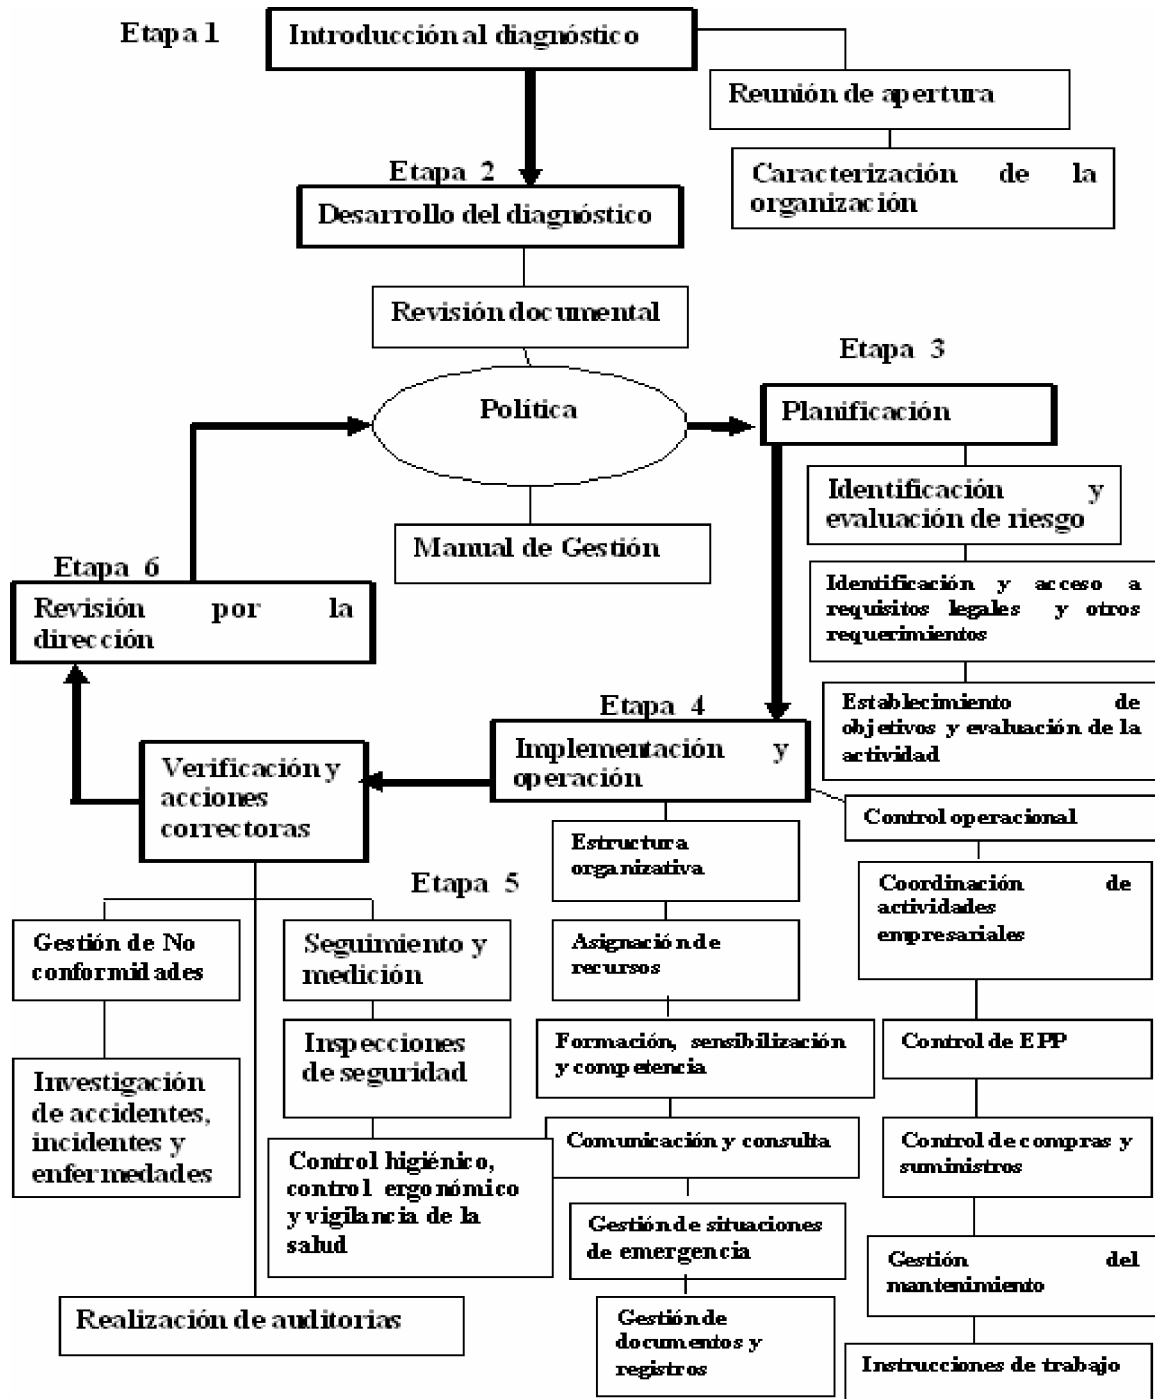 Etapa 1
Introducción al diagnóstico
Reunión de apertura
Caracterización de la
organización
Etapa 2
Desarrollo del diagnóstico
Revisión documental
Política
Manual de Gestión
Etapa 3
Planificación
Identificación y
evaluación de riesgo
Identificación y acceso a
requisitos legales y otros
requerimientos
Establecimiento de
objetivos y evaluación de la
actividad
Etapa 4
Implementación y
operación
Estructura
organizativa
Asignación de
recursos
Formación, sensibilización
y competencia
Comunicación y consulta
Gestión de situaciones
de emergencia
Gestión de
documentos y
registros
Control operacional
Coordinación de
actividades
empresariales
Control de EPP
Control de compras y
suministros
Gestión del
mantenimiento
Instrucciones de trabajo
Etapa 5
Verificación y
acciones
correctoras
Gestión de No
conformidades
Investigación
de accidentes,
incidentes y
enfermedades
Seguimiento y
medición
Inspecciones
de seguridad
Control higiénico,
control ergonómico
y vigilancia de la
salud
Realización de auditorias
Etapa 6
Revisión por la
dirección